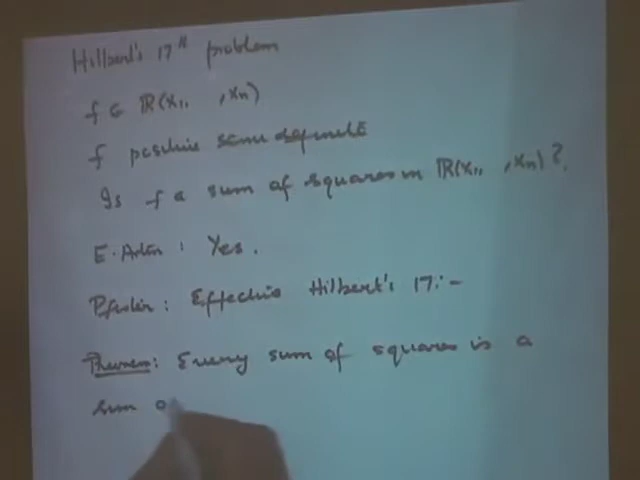 Hilbert's 17th problem
f ∈ ℝ(x₁, , xₙ)
f positive semi definite
Is f a sum of squares in ℝ(x₁, , xₙ)?
E. Artin : Yes.
Pfister : Effective Hilbert's 17:-
Theorem: Every sum of squares is a
sum o